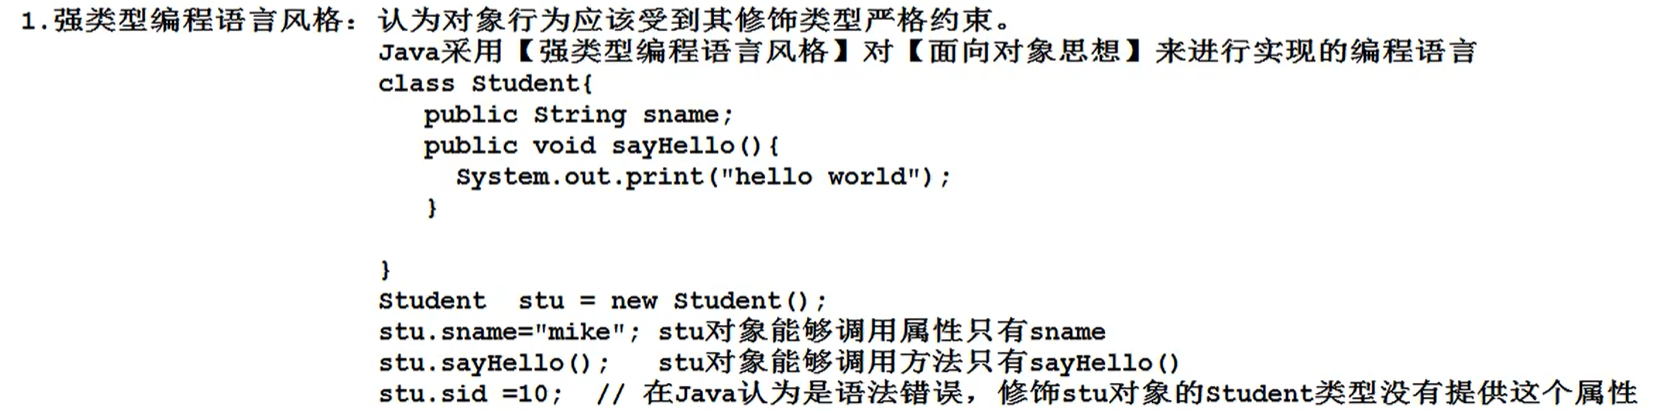 1.强类型编程语言风格：认为对象行为应该受到其修饰类型严格约束。
Java采用【强类型编程语言风格】对【面向对象思想】来进行实现的编程语言
class Student{
public String sname;
public void sayHello(){
System.out.print("hello world");
}
}
Student stu = new Student();
stu.sname="mike"; stu对象能够调用属性只有sname
stu.sayHello(); stu对象能够调用方法只有sayHello()
stu.sid =10; // 在Java认为是语法错误，修饰stu对象的Student类型没有提供这个属性